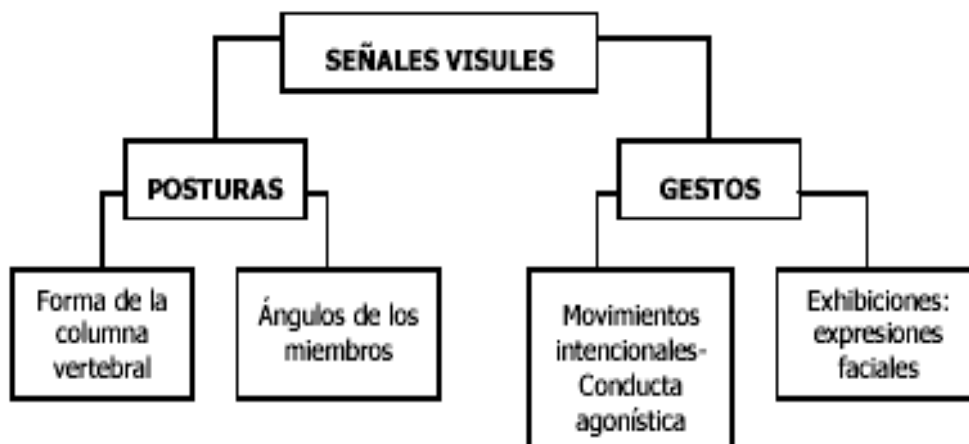 SEÑALES VISULES
POSTURAS
GESTOS
Forma de la
columna
vertebral
Ángulos de los
miembros
Movimientos
intencionales-
Conducta
agonística
Exhibiciones:
expresiones
faciales